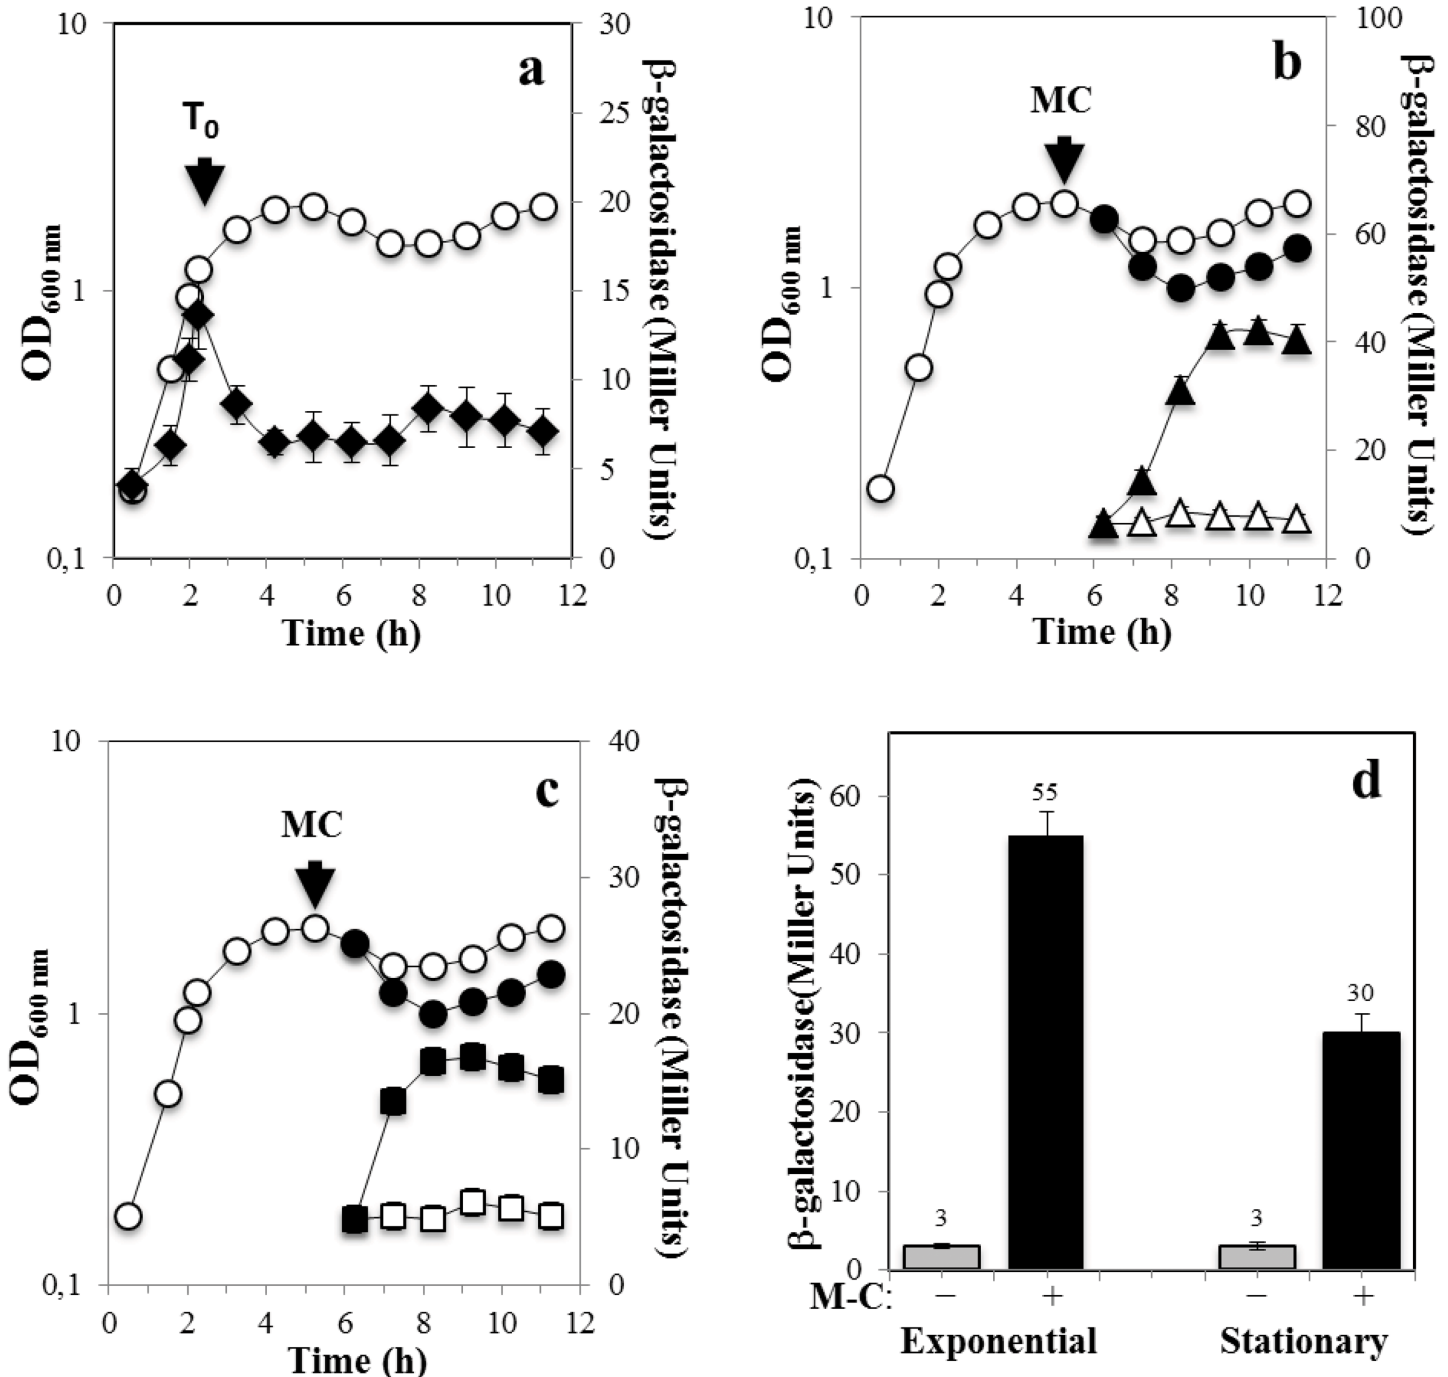 a
T0
10
1
0,1
OD600 nm
30
25
20
15
10
5
0
β-galactosidase(Miller Units)
0 2 4 6 8 10 12
Time (h)
b
MC
10
1
0,1
OD600 nm
100
80
60
40
20
0
β-galactosidase(Miller Units)
0 2 4 6 8 10 12
Time (h)
c
MC
10
1
0,1
OD600 nm
40
30
20
10
0
β-galactosidase(Miller Units)
0 2 4 6 8 10 12
Time (h)
d
60
50
40
30
20
10
0
β-galactosidase(Miller Units)
3 55 3 30
M-C: − + − +
Exponential Stationary